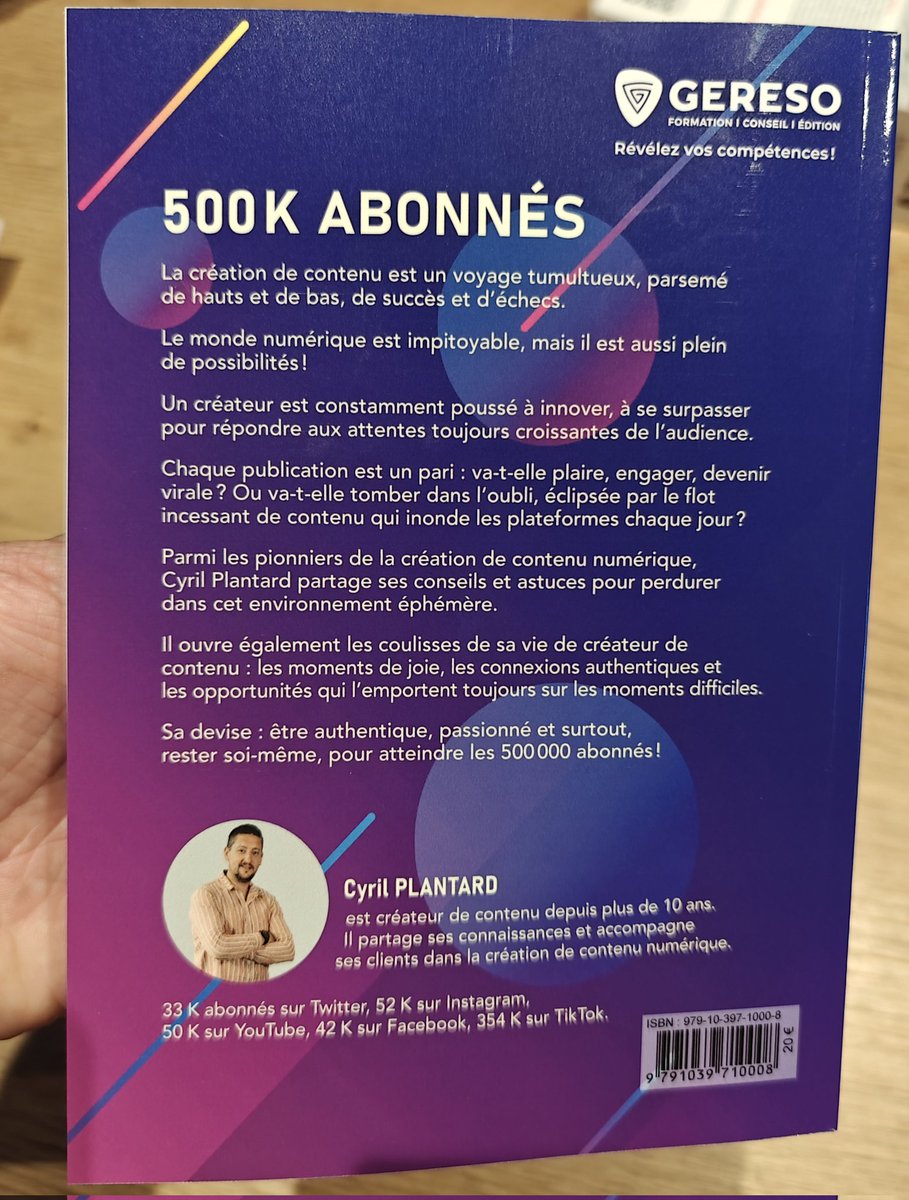 GERESO
FORMATION | CONSEIL | ÉDITION
Révélez vos compétences !
500 K ABONNÉS
La création de contenu est un voyage tumultueux, parsemé
de hauts et de bas, de succès et d'échecs.
Le monde numérique est impitoyable, mais il est aussi plein
de possibilités !
Un créateur est constamment poussé à innover, à se surpasser
pour répondre aux attentes toujours croissantes de l'audience.
Chaque publication est un pari : va-t-elle plaire, engager, devenir
virale ? Ou va-t-elle tomber dans l'oubli, éclipsée par le flot
incessant de contenu qui inonde les plateformes chaque jour ?
Parmi les pionniers de la création de contenu numérique,
Cyril Plantard partage ses conseils et astuces pour perdurer
dans cet environnement éphémère.
Il ouvre également les coulisses de sa vie de créateur de
contenu : les moments de joie, les connexions authentiques et
les opportunités qui l'emportent toujours sur les moments difficiles.
Sa devise : être authentique, passionné et surtout,
rester soi-même, pour atteindre les 500 000 abonnés !
Cyril PLANTARD
est créateur de contenu depuis plus de 10 ans.
Il partage ses connaissances et accompagne
ses clients dans la création de contenu numérique.
33 K abonnés sur Twitter, 52 K sur Instagram,
50 K sur YouTube, 42 K sur Facebook, 354 K sur TikTok.
ISBN : 979-10-397-1000-8
20 €
9 791039 710008